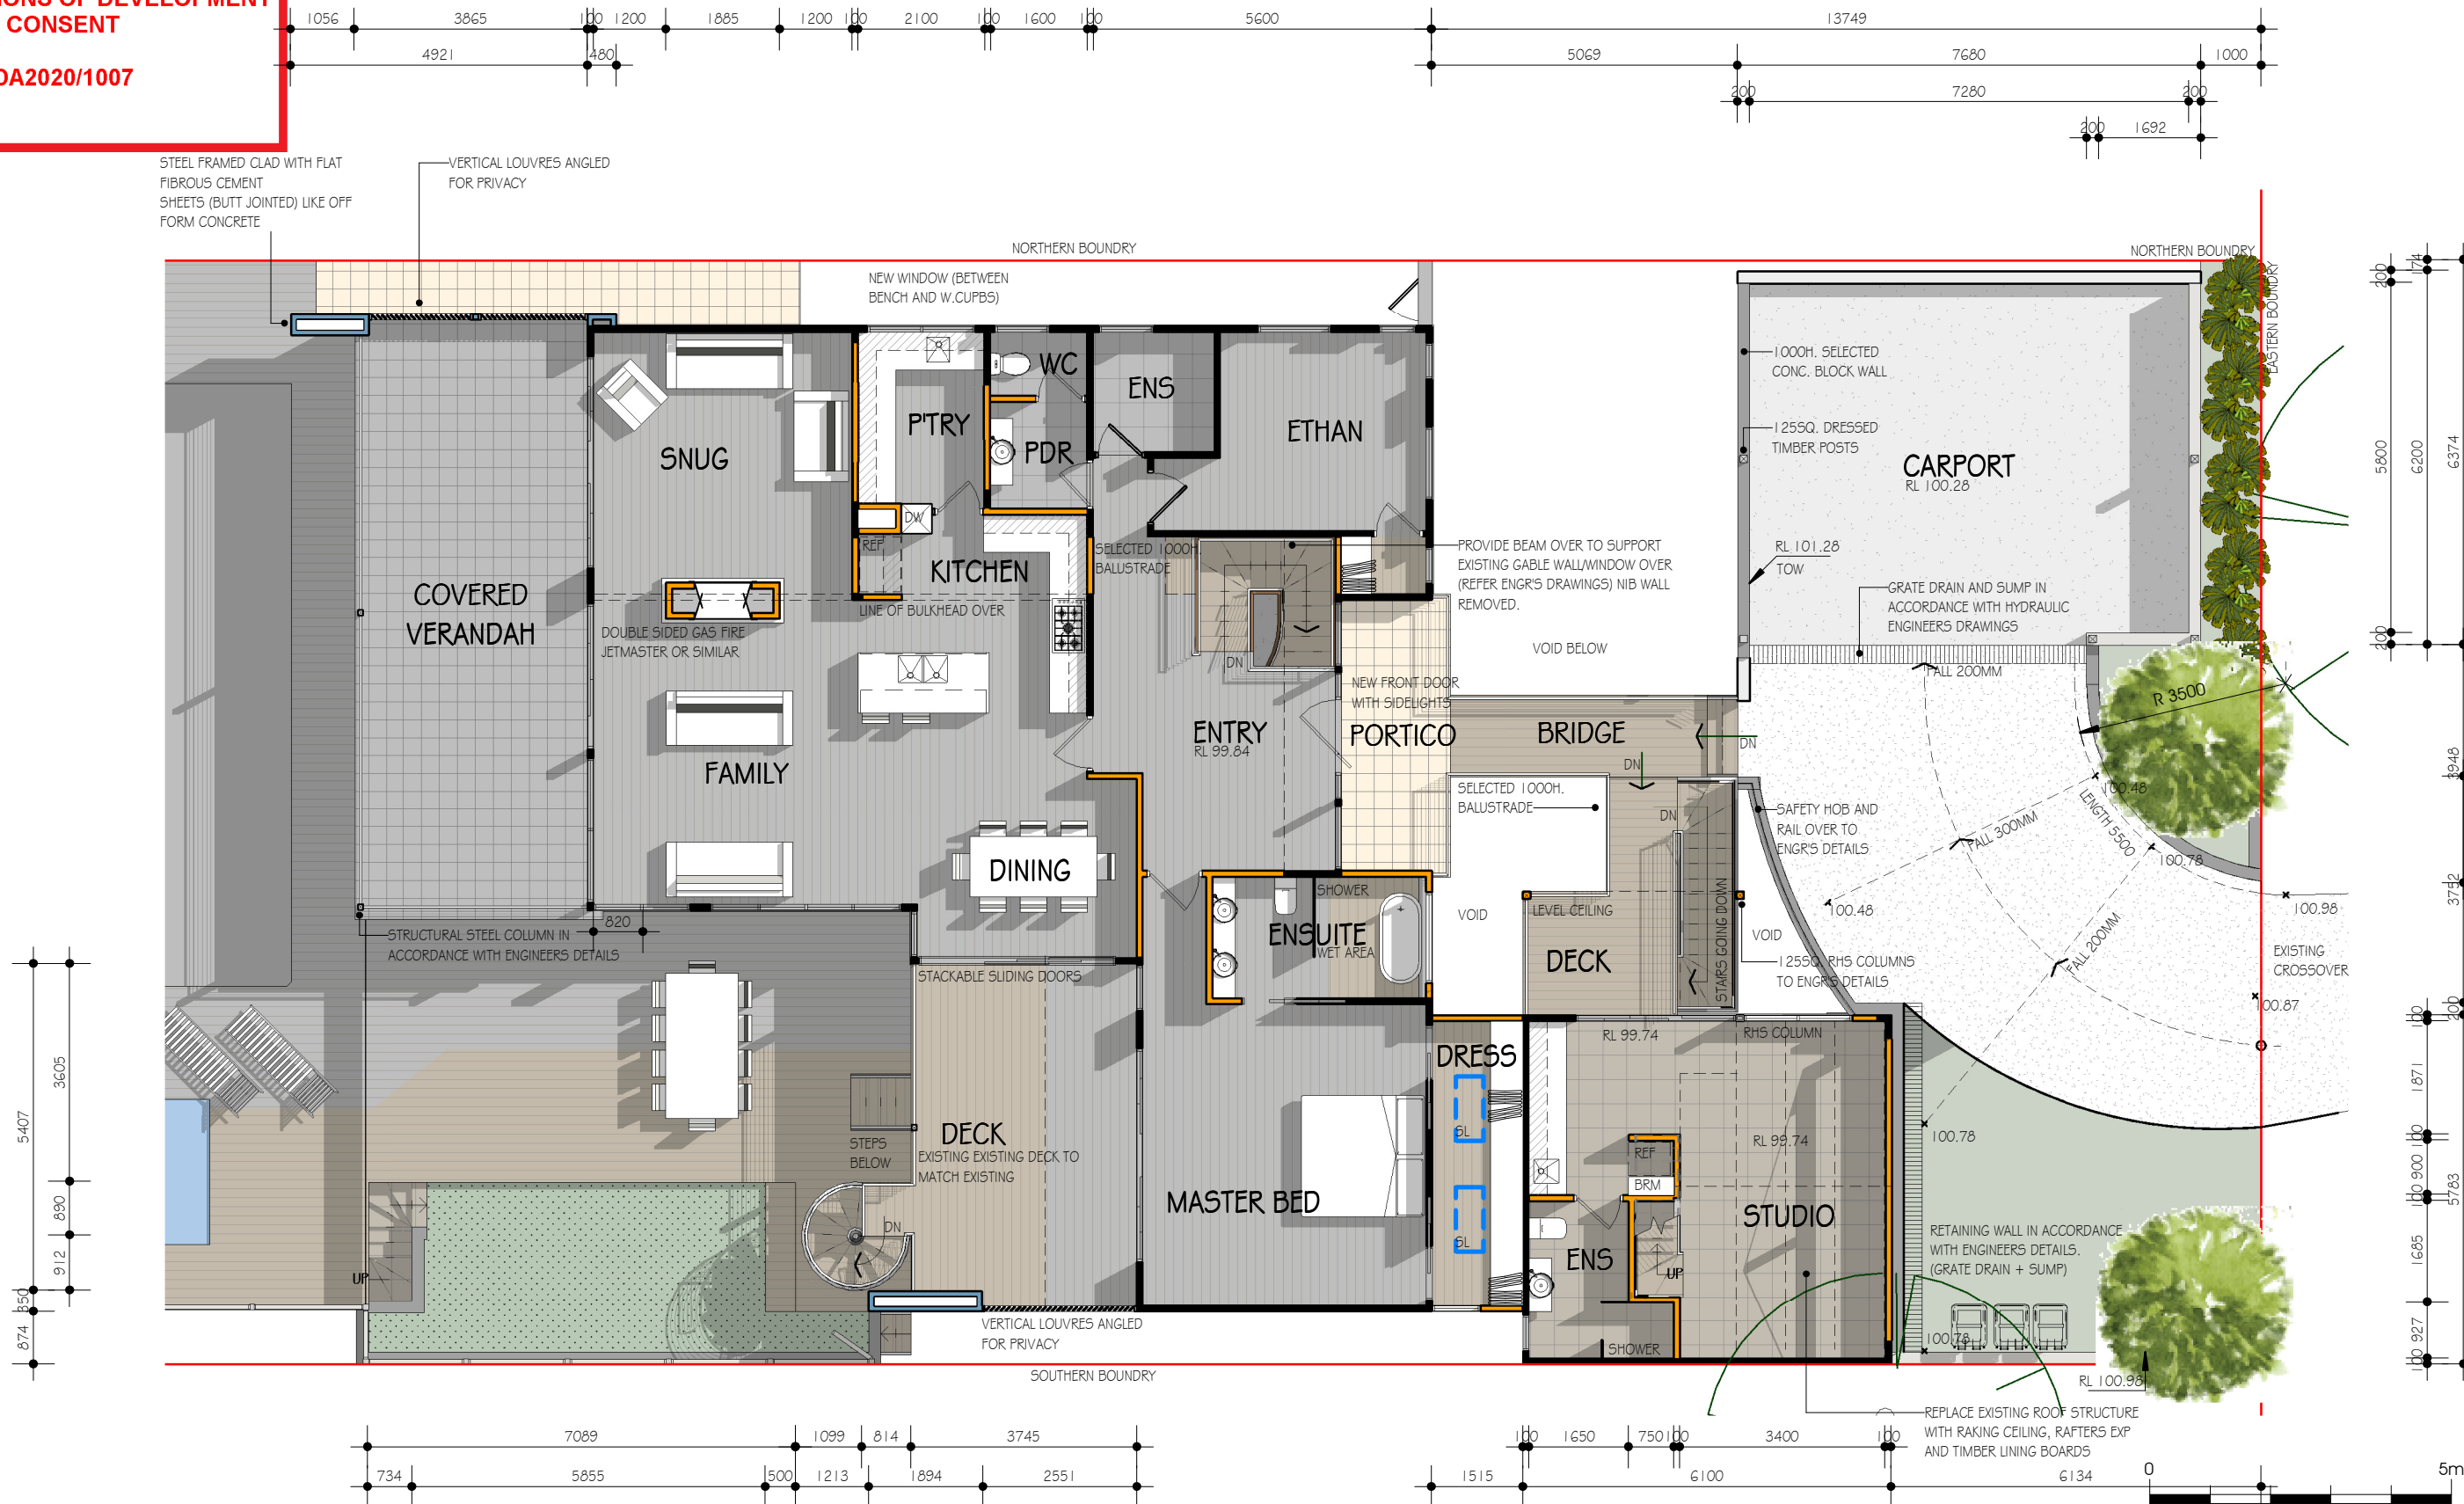 IONS OF DEVELOPMENT
CONSENT
DA2020/1007
1056 3865 100 1200 1885 1200 100 2100 100 1600 100 5600 13749
4921 480 5069 7680 1000
200 7280 200
200 1692
STEEL FRAMED CLAD WITH FLAT
FIBROUS CEMENT
SHEETS (BUTT JOINTED) LIKE OFF
FORM CONCRETE
VERTICAL LOUVRES ANGLED
FOR PRIVACY
NORTHERN BOUNDRY
NORTHERN BOUNDRY
EASTERN BOUNDRY
NEW WINDOW (BETWEEN
BENCH AND W.CUPBS)
WC
ENS
ETHAN
P'TRY
PDR
SNUG
DW
REF
KITCHEN
SELECTED 1000H.
BALUSTRADE
LINE OF BULKHEAD OVER
DOUBLE SIDED GAS FIRE
JETMASTER OR SIMILAR
COVERED
VERANDAH
FAMILY
DINING
ENTRY
RL 99.84
DN
PROVIDE BEAM OVER TO SUPPORT
EXISTING GABLE WALL/WINDOW OVER
(REFER ENGR'S DRAWINGS) NIB WALL
REMOVED.
VOID BELOW
NEW FRONT DOOR
WITH SIDELIGHTS
PORTICO
BRIDGE
DN
DN
SELECTED 1000H.
BALUSTRADE
DN
1000H. SELECTED
CONC. BLOCK WALL
125SQ. DRESSED
TIMBER POSTS
CARPORT
RL 100.28
RL 101.28
TOW
GRATE DRAIN AND SUMP IN
ACCORDANCE WITH HYDRAULIC
ENGINEERS DRAWINGS
FALL 200MM
R 3500
100.48
LENGTH 5500
FALL 300MM
100.78
100.48
100.98
FALL 200MM
EXISTING
CROSSOVER
100.87
SAFETY HOB AND
RAIL OVER TO
ENGR'S DETAILS
VOID
LEVEL CEILING
DECK
STAIRS GOING DOWN
VOID
125SQ. RHS COLUMNS
TO ENGR'S DETAILS
820
STRUCTURAL STEEL COLUMN IN
ACCORDANCE WITH ENGINEERS DETAILS
STACKABLE SLIDING DOORS
SHOWER
ENSUITE
WET AREA
DRESS
SL
SL
RL 99.74
RHS COLUMN
RL 99.74
REF
BRM
STUDIO
ENS
UP
SHOWER
MASTER BED
DECK
EXISTING EXISTING DECK TO
MATCH EXISTING
STEPS
BELOW
DN
UP
VERTICAL LOUVRES ANGLED
FOR PRIVACY
SOUTHERN BOUNDRY
100.78
RETAINING WALL IN ACCORDANCE
WITH ENGINEERS DETAILS.
(GRATE DRAIN + SUMP)
100.78
RL 100.98
REPLACE EXISTING ROOF STRUCTURE
WITH RAKING CEILING, RAFTERS EXP
AND TIMBER LINING BOARDS
5407 350 874
3605 890 912
200 5800 200
174 6200
6374
3948
3752
200
100 1871 100 900 100 1685 927 100
5783
7089 1099 814 3745
734 5855 500 1213 1894 2551
100 1650 750 100 3400 100
1515 6100 6134
0 5m